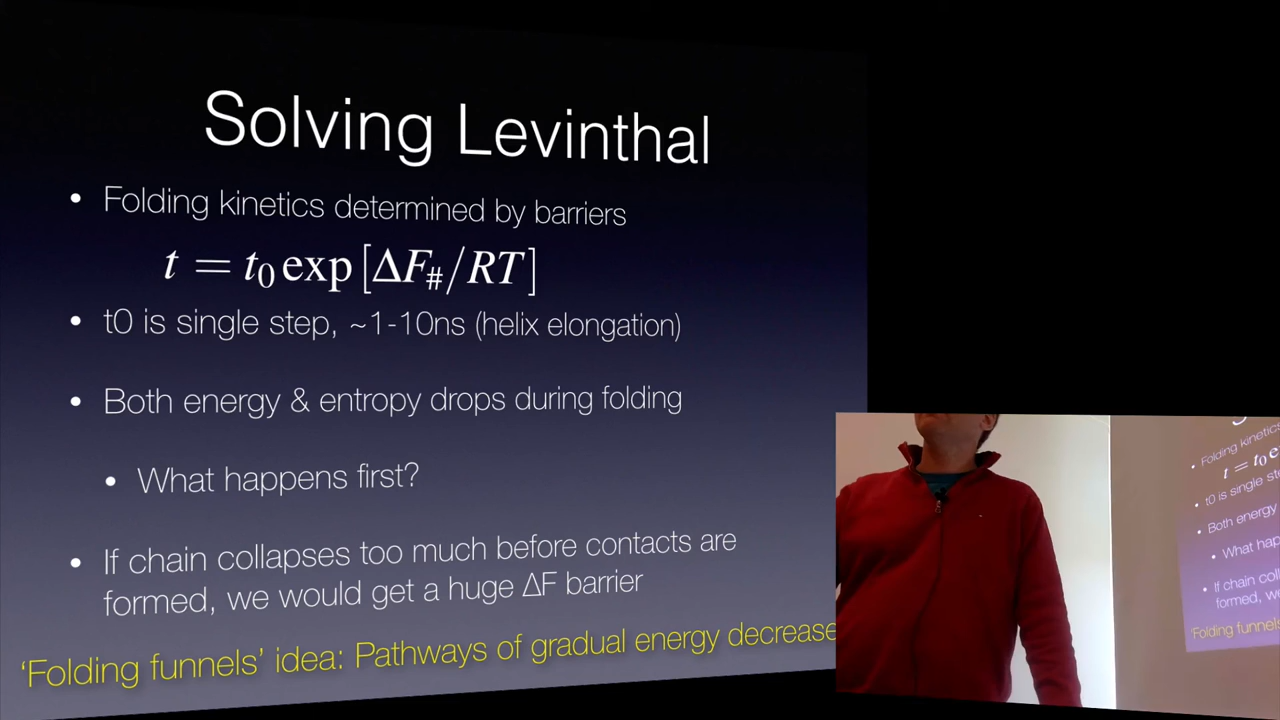 Solving Levinthal
• Folding kinetics determined by barriers
t = t₀ exp [ΔF#/RT]
• t0 is single step, ~1-10ns (helix elongation)
• Both energy & entropy drops during folding
• What happens first?
• If chain collapses too much before contacts are
formed, we would get a huge ΔF barrier
'Folding funnels' idea: Pathways of gradual energy decrease
• Folding kinetics
t = t₀ e
• t0 is single
• Both energy
• What
• If chain
formed,
'Folding funnels